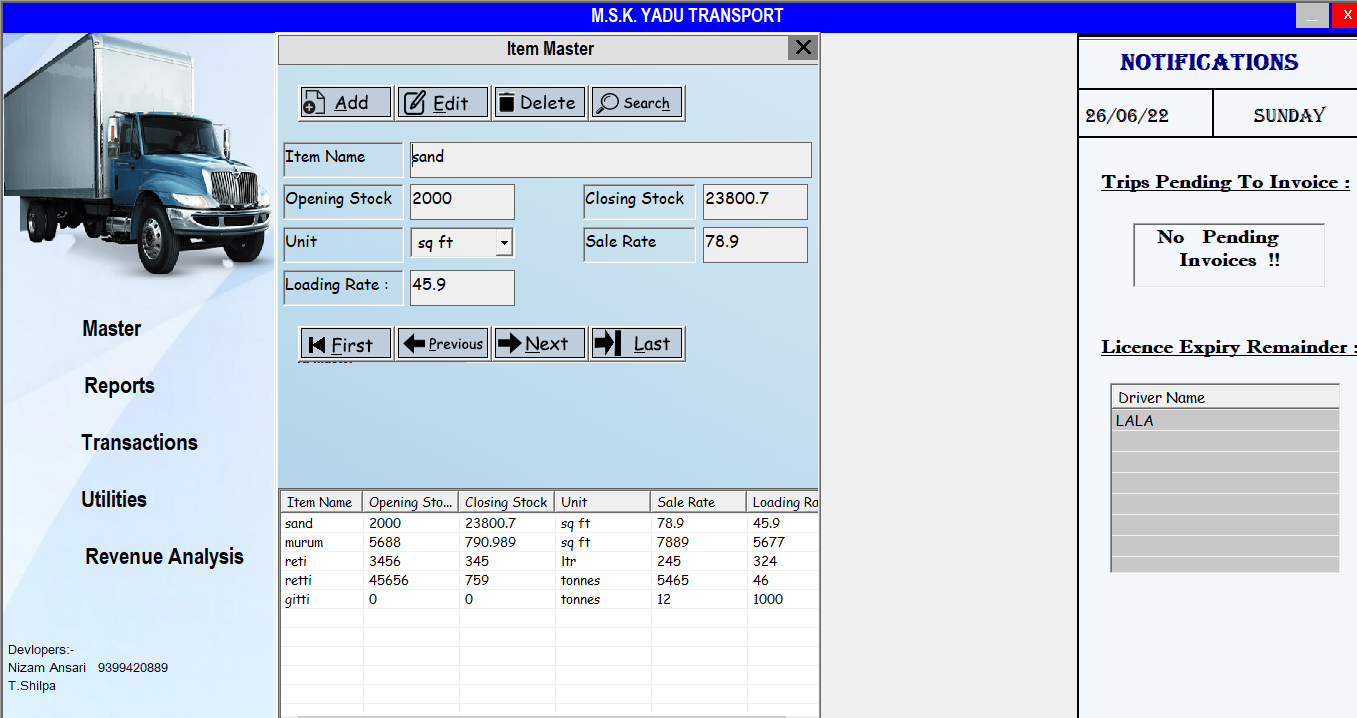 M.S.K. YADU TRANSPORT
_ X
Item Master
Add Edit Delete Search
Item Name sand
Opening Stock 2000 Closing Stock 23800.7
Unit sq ft Sale Rate 78.9
Loading Rate : 45.9
First Previous Next Last
Item Name Opening Sto... Closing Stock Unit Sale Rate Loading Ra
sand 2000 23800.7 sq ft 78.9 45.9
murum 5688 790.989 sq ft 7889 5677
reti 3456 345 ltr 245 324
retti 45656 759 tonnes 5465 46
gitti 0 0 tonnes 12 1000
Master
Reports
Transactions
Utilities
Revenue Analysis
Devlopers:-
Nizam Ansari 9399420889
T.Shilpa
NOTIFICATIONS
26/06/22 SUNDAY
Trips Pending To Invoice :
No Pending
Invoices !!
Licence Expiry Remainder :
Driver Name
LALA